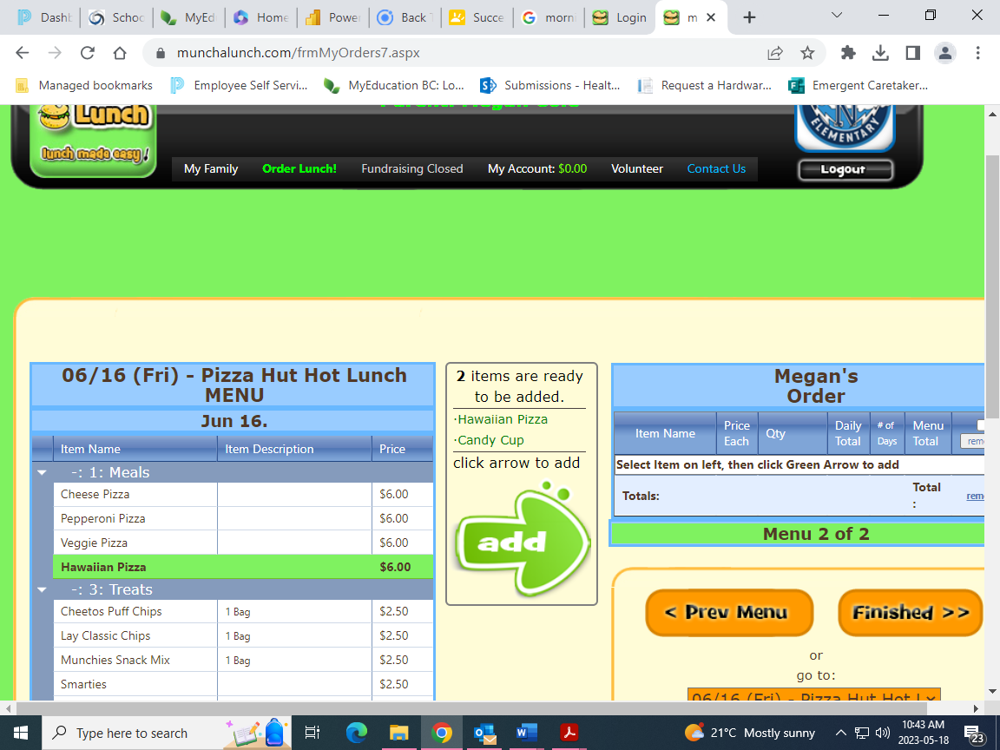 Dashb
Schoo
MyEd
Home
Power
Back T
Succe
morni
Login
m
munchalunch.com/frmMyOrders7.aspx
Managed bookmarks
Employee Self Servi...
MyEducation BC: Lo...
Submissions - Healt...
Request a Hardwar...
Emergent Caretaker...
Lunch
lunch made easy!
N
ELEMENTARY
My Family
Order Lunch!
Fundraising Closed
My Account: $0.00
Volunteer
Contact Us
Logout
06/16 (Fri) - Pizza Hut Hot Lunch
MENU
Jun 16.
Item Name Item Description Price
-: 1: Meals
Cheese Pizza $6.00
Pepperoni Pizza $6.00
Veggie Pizza $6.00
Hawaiian Pizza $6.00
-: 3: Treats
Cheetos Puff Chips 1 Bag $2.50
Lay Classic Chips 1 Bag $2.50
Munchies Snack Mix 1 Bag $2.50
Smarties $2.50
2 items are ready
to be added.
·Hawaiian Pizza
·Candy Cup
click arrow to add
add
Megan's
Order
Item Name
Price
Each
Qty
Daily
Total
# of
Days
Menu
Total
rem
Select Item on left, then click Green Arrow to add
Totals:
Total
:
rem
Menu 2 of 2
< Prev Menu
Finished >>
or
go to:
06/16 (Fri) - Pizza Hut Hot L
Type here to search
21°C Mostly sunny
10:43 AM
2023-05-18
23